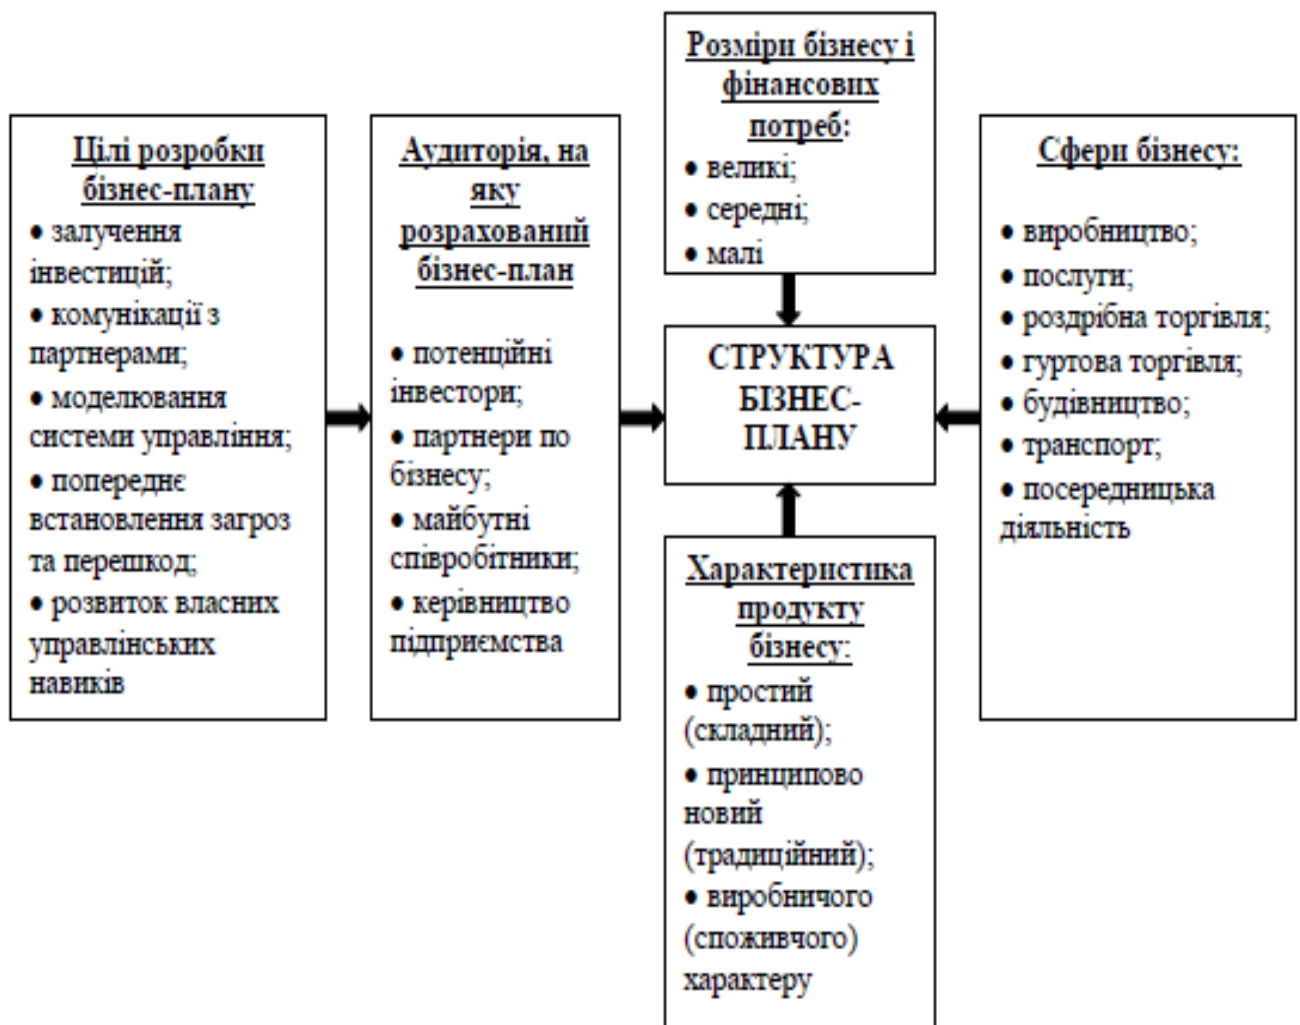 Цілі розробки
бізнес-плану
• залучення
інвестицій;
• комунікації з
партнерами;
• моделювання
системи управління;
• попереднє
встановлення загроз
та перешкод;
• розвиток власних
управлінських
навиків
Аудиторія, на
яку
розрахований
бізнес-план
• потенційні
інвестори;
• партнери по
бізнесу;
• майбутні
співробітники;
• керівництво
підприємства
Розміри бізнесу і
фінансових
потреб:
• великі;
• середні;
• малі
СТРУКТУРА
БІЗНЕС-
ПЛАНУ
Характеристика
продукту
бізнесу:
• простий
(складний);
• принципово
новий
(традиційний);
• виробничого
(споживчого)
характеру
Сфери бізнесу:
• виробництво;
• послуги;
• роздрібна торгівля;
• гуртова торгівля;
• будівництво;
• транспорт;
• посередницька
діяльність